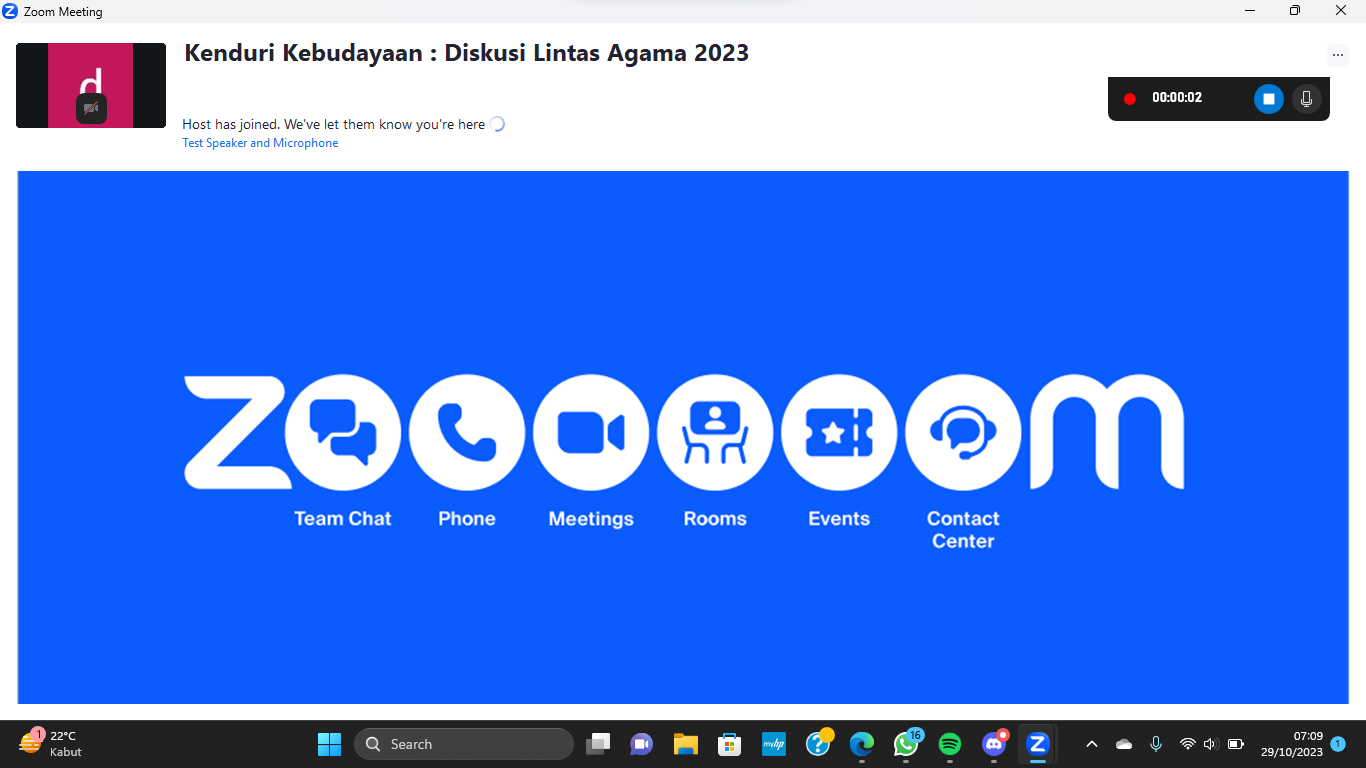 Zoom Meeting
Kenduri Kebudayaan : Diskusi Lintas Agama 2023
d
00:00:02
Host has joined. We've let them know you're here
Test Speaker and Microphone
zoooooom
Team Chat
Phone
Meetings
Rooms
Events
Contact
Center
1
22°C
Kabut
Search
myhp
16
07:09
29/10/2023
1